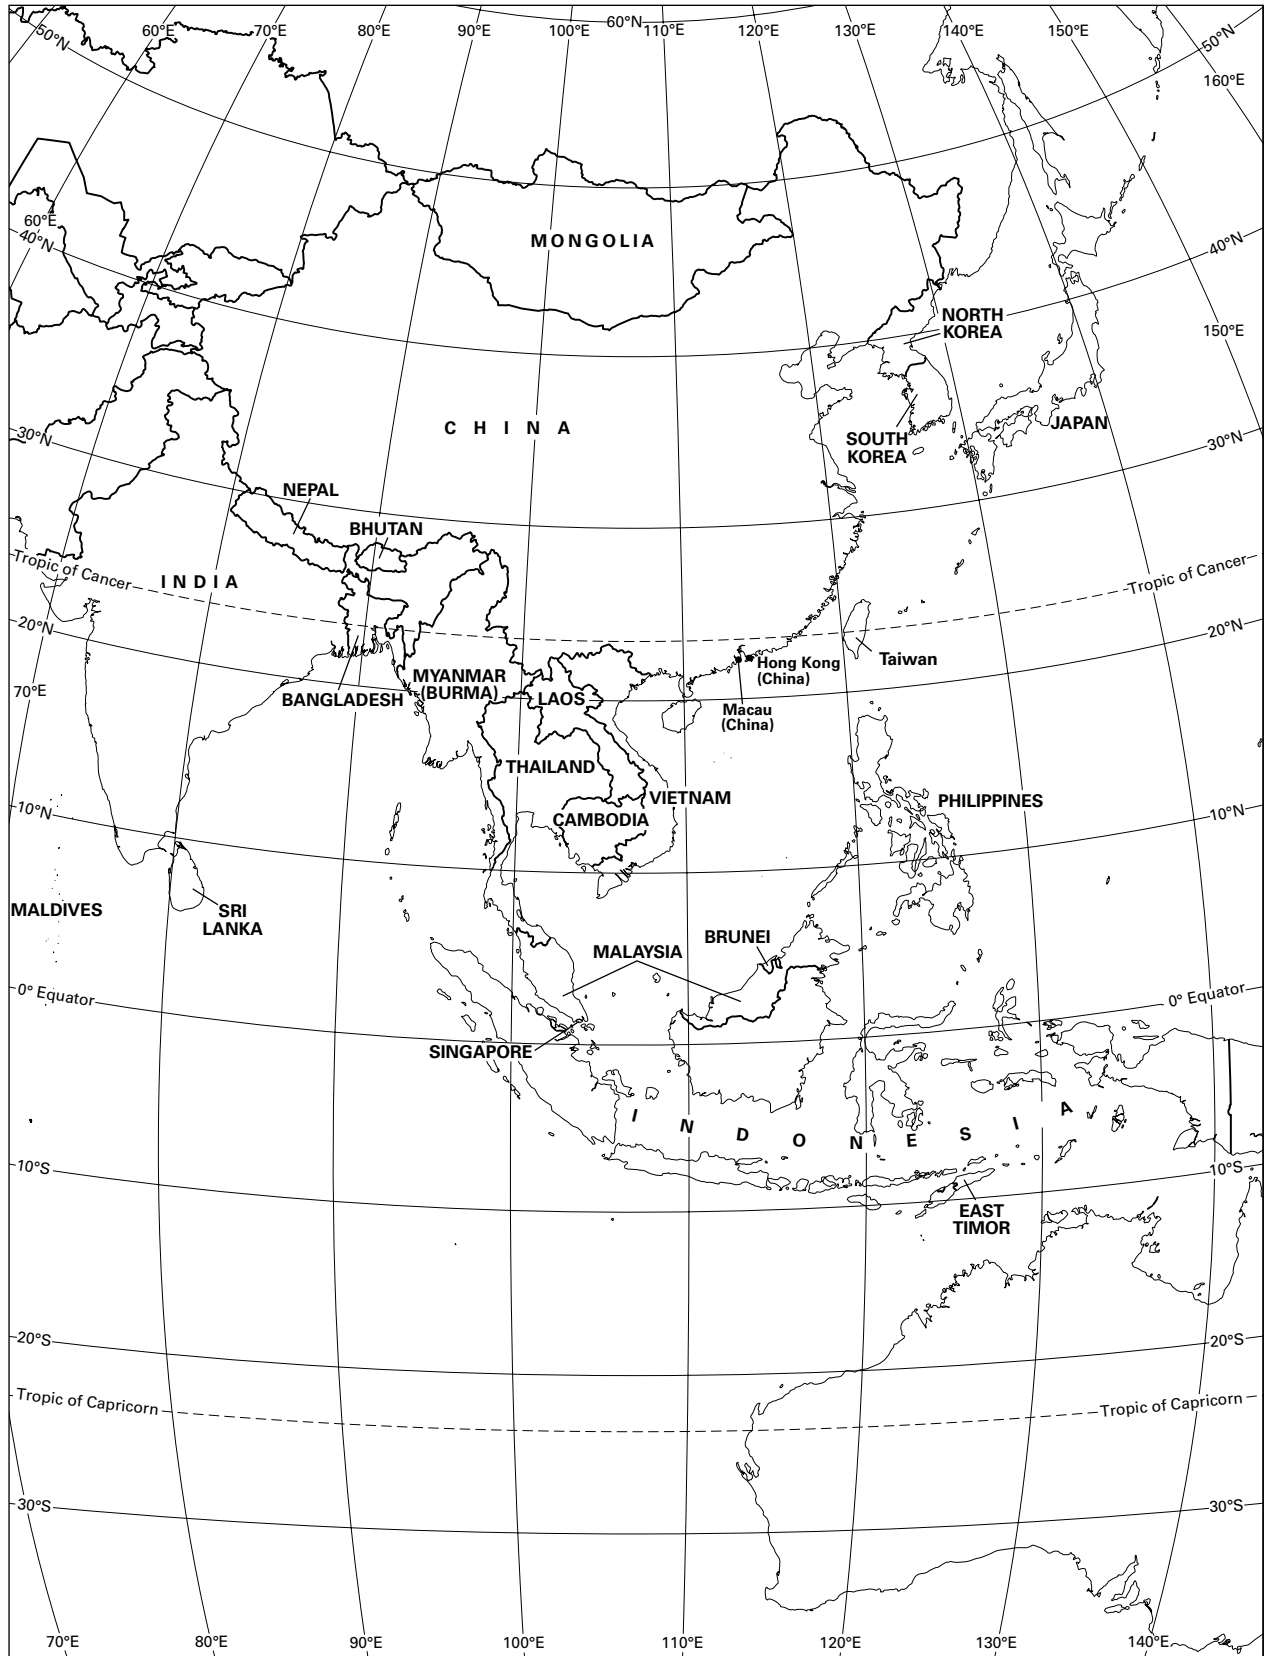 60°N
50°N
60°E
70°E
80°E
90°E
100°E
110°E
120°E
130°E
140°E
150°E
50°N
160°E
60°E
40°N
MONGOLIA
40°N
NORTH
KOREA
150°E
30°N
CHINA
SOUTH
KOREA
JAPAN
30°N
NEPAL
BHUTAN
Tropic of Cancer
INDIA
Tropic of Cancer
20°N
20°N
Taiwan
Hong Kong
(China)
MYANMAR
(BURMA)
70°E
BANGLADESH
LAOS
Macau
(China)
THAILAND
VIETNAM
PHILIPPINES
10°N
CAMBODIA
10°N
MALDIVES
SRI
LANKA
BRUNEI
MALAYSIA
0° Equator
0° Equator
SINGAPORE
INDONESIA
10°S
10°S
EAST
TIMOR
20°S
20°S
Tropic of Capricorn
Tropic of Capricorn
30°S
30°S
70°E
80°E
90°E
100°E
110°E
120°E
130°E
140°E